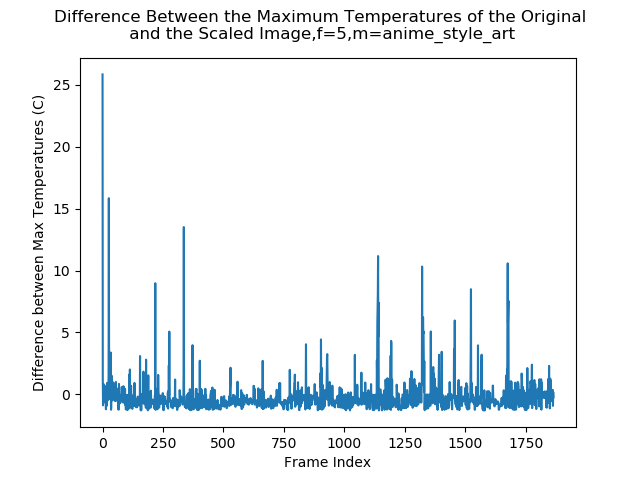 Difference Between the Maximum Temperatures of the Original
and the Scaled Image,f=5,m=anime_style_art
Difference between Max Temperatures (C)
25
20
15
10
5
0
0 250 500 750 1000 1250 1500 1750
Frame Index